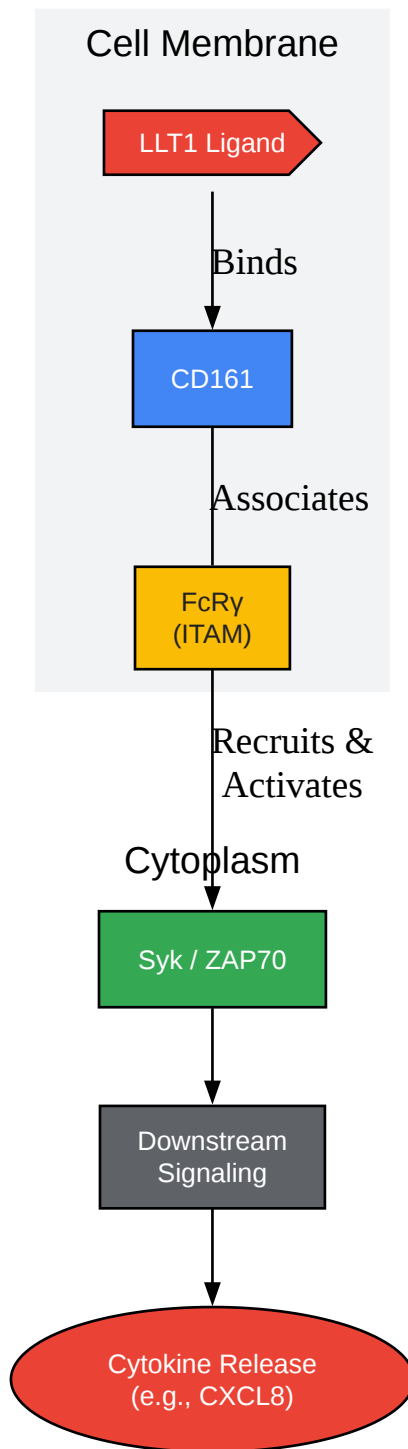 Cell Membrane
LLT1 Ligand
Binds
CD161
Associates
FcRγ
(ITAM)
Recruits &
Activates
Cytoplasm
Syk / ZAP70
Downstream
Signaling
Cytokine Release
(e.g., CXCL8)